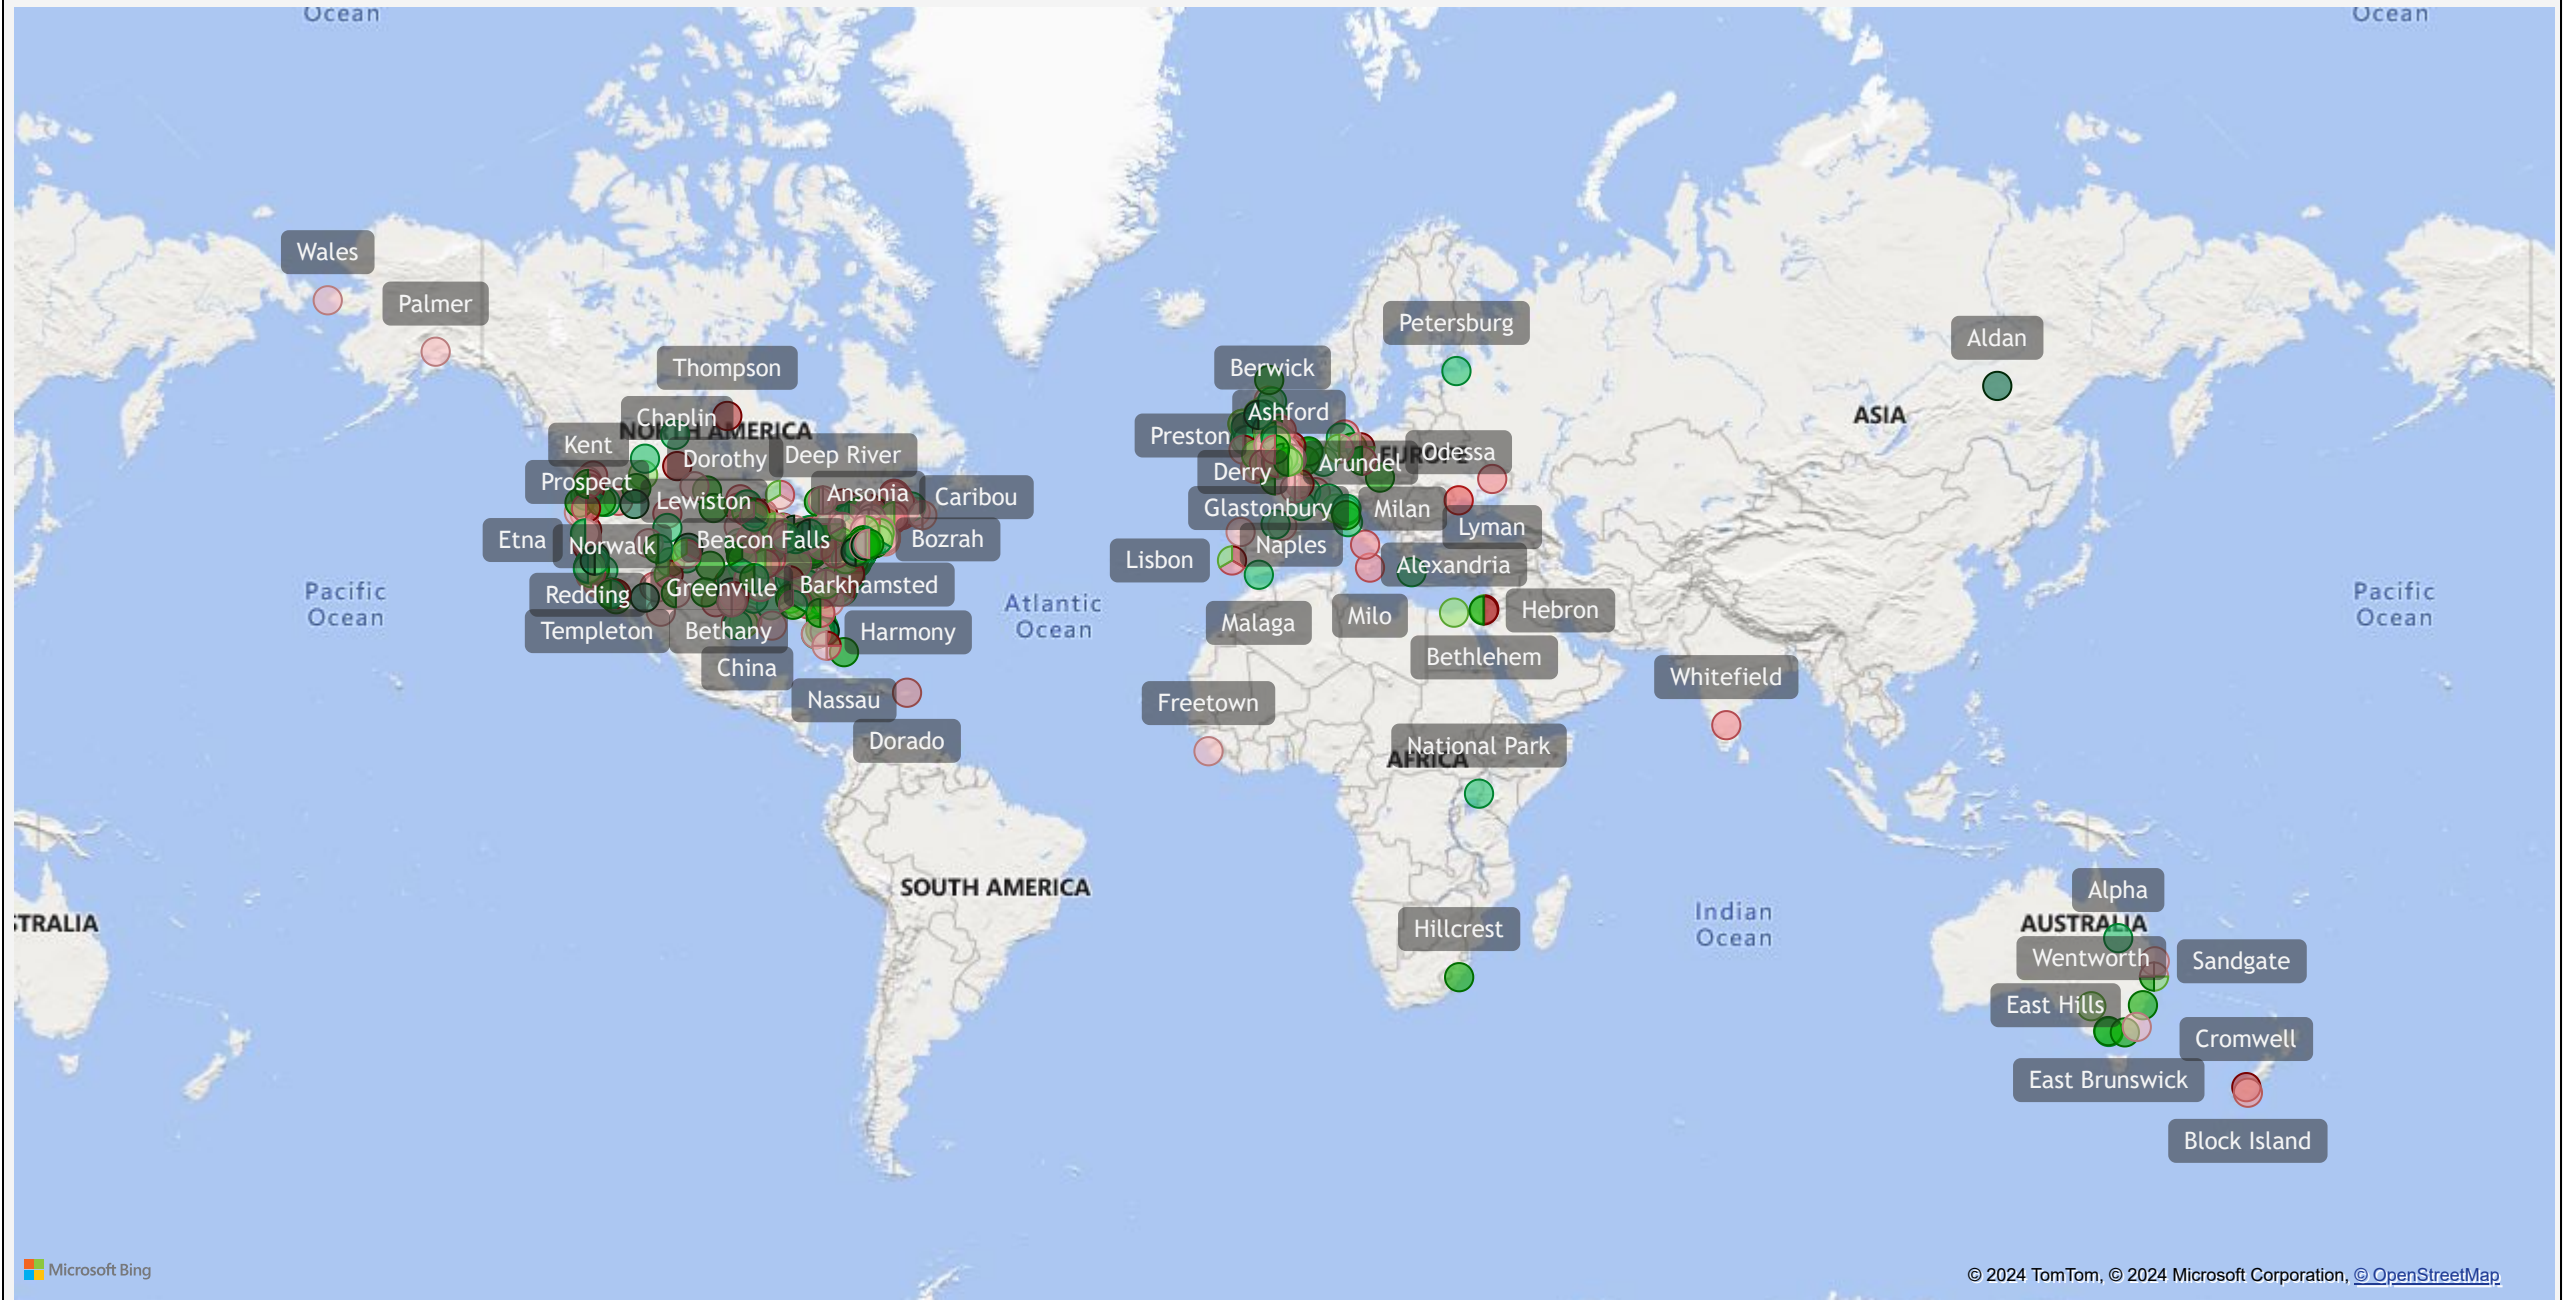 Ocean
Ocean
Wales
Palmer
Petersburg
Aldan
Thompson
Berwick
Chaplin
Ashford
ASIA
NORTH AMERICA
Kent
Preston
Deep River
Dorothy
Odessa
EUROPE
Arundel
Derry
Prospect
Ansonia
Caribou
Lewiston
Glastonbury
Milan
Lyman
Etna
Norwalk
Beacon Falls
Bozrah
Naples
Lisbon
Alexandria
Barkhamsted
Greenville
Redding
Pacific
Ocean
Atlantic
Ocean
Pacific
Ocean
Hebron
Milo
Malaga
Templeton
Bethany
Harmony
Bethlehem
China
Whitefield
Nassau
Freetown
Dorado
National Park
AFRICA
SOUTH AMERICA
Alpha
Indian
Ocean
STRALIA
AUSTRALIA
Hillcrest
Wentworth
Sandgate
East Hills
Cromwell
East Brunswick
Block Island
Microsoft Bing
© 2024 TomTom, © 2024 Microsoft Corporation, © OpenStreetMap